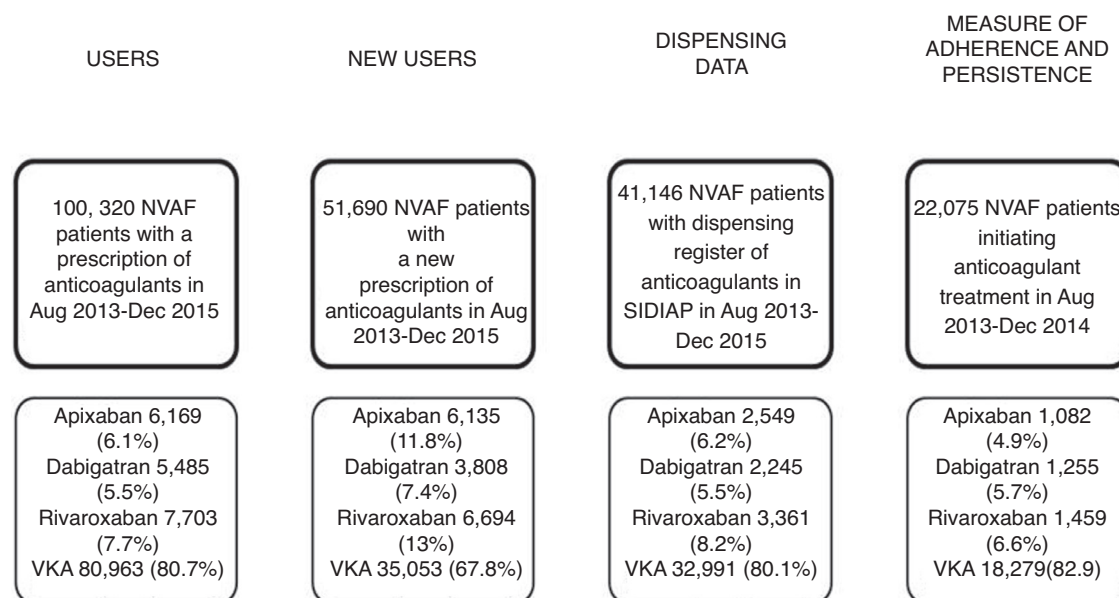 USERS
NEW USERS
DISPENSING
DATA
MEASURE OF
ADHERENCE AND
PERSISTENCE
100, 320 NVAF
patients with a
prescription of
anticoagulants in
Aug 2013-Dec 2015
51,690 NVAF patients
with
a new
prescription of
anticoagulants in Aug
2013-Dec 2015
41,146 NVAF patients
with dispensing
register of
anticoagulants in
SIDIAP in Aug 2013-
Dec 2015
22,075 NVAF patients
initiating
anticoagulant
treatment in Aug
2013-Dec 2014
Apixaban 6,169
(6.1%)
Dabigatran 5,485
(5.5%)
Rivaroxaban 7,703
(7.7%)
VKA 80,963 (80.7%)
Apixaban 6,135
(11.8%)
Dabigatran 3,808
(7.4%)
Rivaroxaban 6,694
(13%)
VKA 35,053 (67.8%)
Apixaban 2,549
(6.2%)
Dabigatran 2,245
(5.5%)
Rivaroxaban 3,361
(8.2%)
VKA 32,991 (80.1%)
Apixaban 1,082
(4.9%)
Dabigatran 1,255
(5.7%)
Rivaroxaban 1,459
(6.6%)
VKA 18,279(82.9)